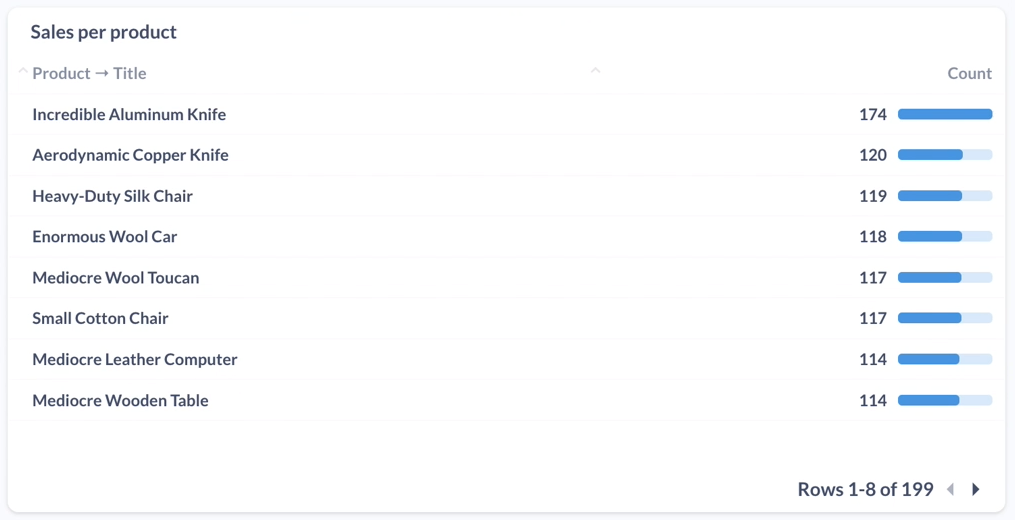 Sales per product
Product → Title Count
Incredible Aluminum Knife 174
Aerodynamic Copper Knife 120
Heavy-Duty Silk Chair 119
Enormous Wool Car 118
Mediocre Wool Toucan 117
Small Cotton Chair 117
Mediocre Leather Computer 114
Mediocre Wooden Table 114
Rows 1-8 of 199